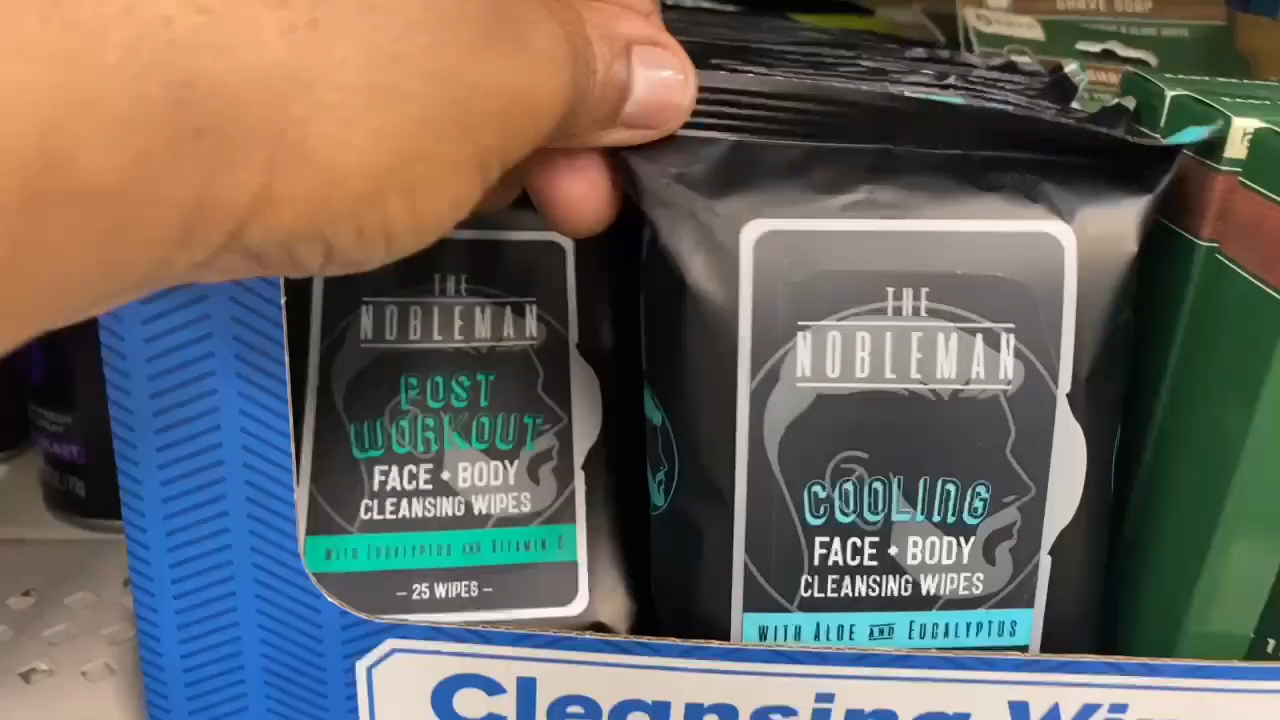 SHAVE SOAP
THE
NOBLEMAN
POST
WORKOUT
FACE • BODY
CLEANSING WIPES
WITH EUCALYPTUS AND VITAMIN C
– 25 WIPES –
THE
NOBLEMAN
COOLING
FACE • BODY
CLEANSING WIPES
WITH ALOE AND EUCALYPTUS
Cleansing